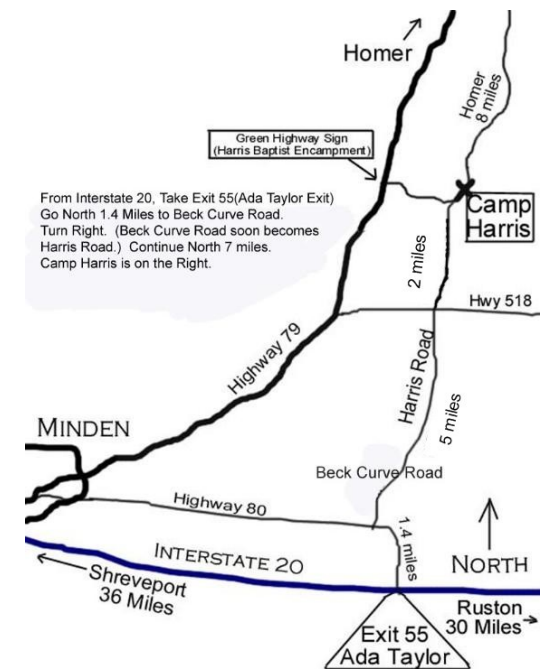 Homer
Homer
8 miles
Green Highway Sign
(Harris Baptist Encampment)
From Interstate 20, Take Exit 55(Ada Taylor Exit)
Go North 1.4 Miles to Beck Curve Road.
Turn Right.  (Beck Curve Road soon becomes
Harris Road.)  Continue North 7 miles.
Camp Harris is on the Right.
Camp
Harris
2 miles
Hwy 518
Highway 79
Harris Road
5 miles
MINDEN
Beck Curve Road
Highway 80
1.4 miles
NORTH
INTERSTATE 20
Shreveport
36 Miles
Ruston
30 Miles
Exit 55
Ada Taylor